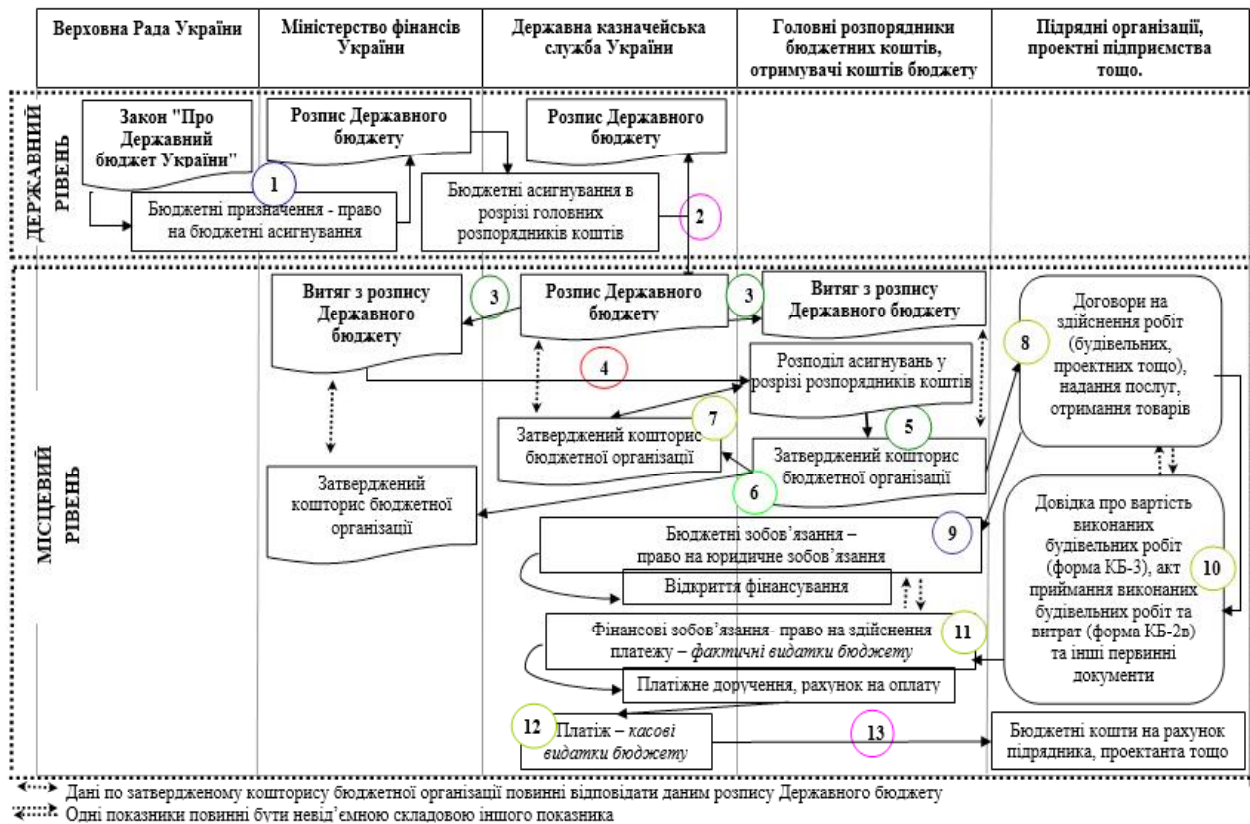 Верховна Рада України
Міністерство фінансів
України
Державна казначейська
служба України
Головні розпорядники
бюджетних коштів,
отримувачі коштів бюджету
Підрядні організації,
проектні підприємства
тощо.
ДЕРЖАВНИЙ
РІВЕНЬ
Закон "Про
Державний
бюджет України"
Розпис Державного
бюджету
Розпис Державного
бюджету
1
Бюджетні призначення - право
на бюджетні асигнування
Бюджетні асигнування в
розрізі головних
розпорядників коштів
2
МІСЦЕВИЙ
РІВЕНЬ
Витяг з розпису
Державного
бюджету
3
Розпис Державного
бюджету
3
Витяг з розпису
Державного бюджету
Договори на
здійснення робіт
(будівельних,
проектних тощо),
надання послуг,
отримання товарів
8
4
Розподіл асигнувань у
розрізі розпорядників коштів
7
5
Затверджений кошторис
бюджетної організації
Затверджений кошторис
бюджетної організації
6
Затверджений
кошторис бюджетної
організації
Довідка про вартість
виконаних
будівельних робіт
(форма КБ-3), акт
приймання виконаних
будівельних робіт та
витрат (форма КБ-2в)
та інші первинні
документи
10
Бюджетні зобов’язання –
право на юридичне зобов’язання
9
Відкриття фінансування
Фінансові зобов’язання- право на здійснення
платежу – фактичні видатки бюджету
11
Платіжне доручення, рахунок на оплату
12
Платіж – касові
видатки бюджету
13
Бюджетні кошти на рахунок
підрядника, проектанта тощо
Дані по затвердженому кошторису бюджетної організації повинні відповідати даним розпису Державного бюджету
Одні показники повинні бути невід’ємною складовою іншого показника